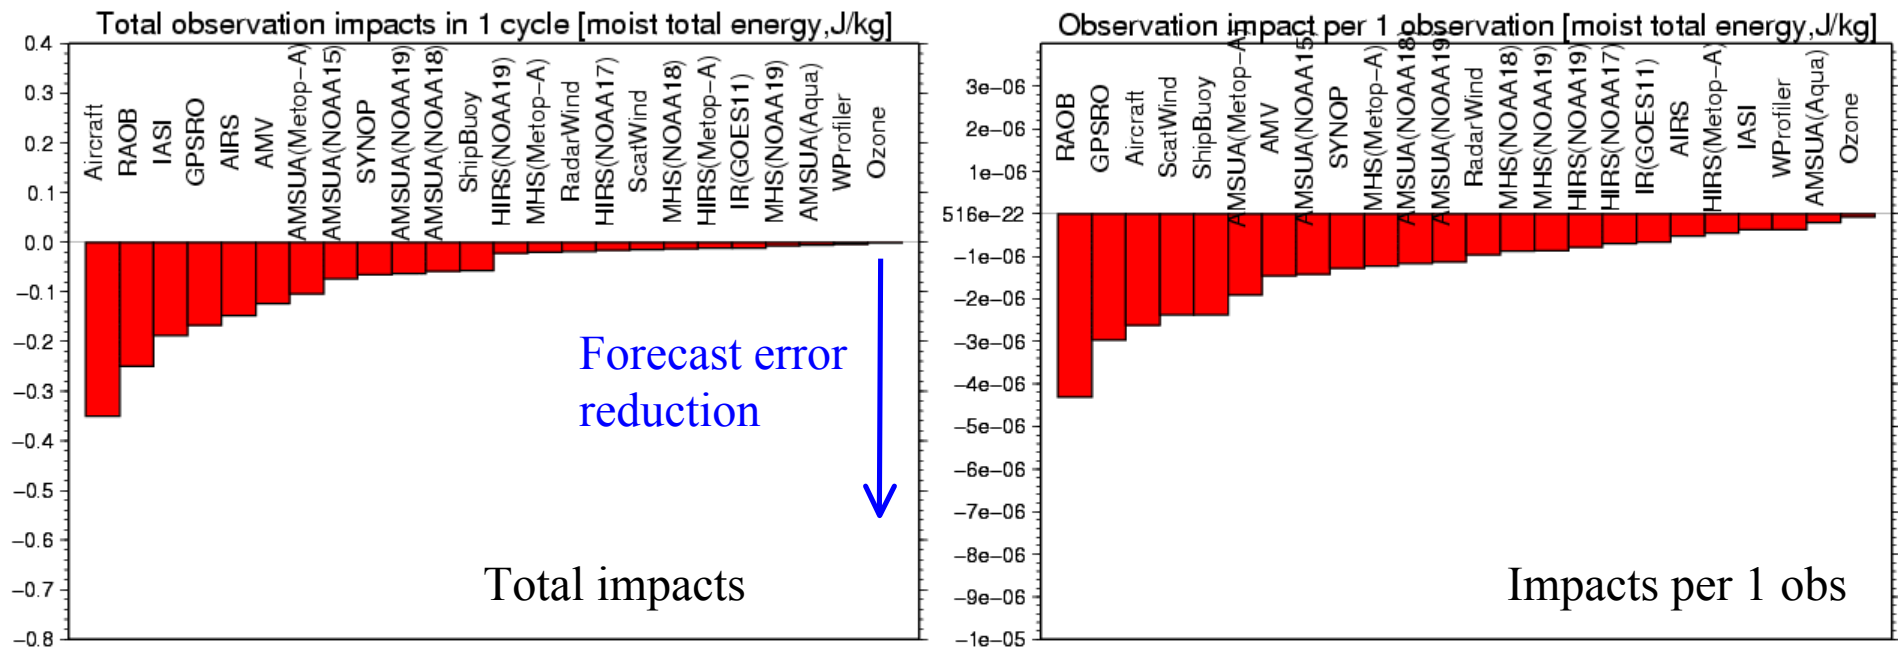 Total observation impacts in 1 cycle [moist total energy,J/kg]
0.4
0.3
0.2
0.1
0.0
−0.1
−0.2
−0.3
−0.4
−0.5
−0.6
−0.7
−0.8
Aircraft
RAOB
IASI
GPSRO
AIRS
AMV
AMSUA(Metop−A)
AMSUA(NOAA15)
SYNOP
AMSUA(NOAA19)
AMSUA(NOAA18)
ShipBuoy
HIRS(NOAA19)
MHS(Metop−A)
RadarWind
HIRS(NOAA17)
ScatWind
MHS(NOAA18)
HIRS(Metop−A)
IR(GOES11)
MHS(NOAA19)
AMSUA(Aqua)
WProfiler
Ozone
Forecast error
reduction
Total impacts
Observation impact per 1 observation [moist total energy,J/kg]
3e−06
2e−06
1e−06
516e−22
−1e−06
−2e−06
−3e−06
−4e−06
−5e−06
−6e−06
−7e−06
−8e−06
−9e−06
−1e−05
RAOB
GPSRO
Aircraft
ScatWind
ShipBuoy
AMSUA(Metop−A)
AMV
AMSUA(NOAA15)
SYNOP
MHS(Metop−A)
AMSUA(NOAA18)
AMSUA(NOAA19)
RadarWind
MHS(NOAA18)
MHS(NOAA19)
HIRS(NOAA19)
HIRS(NOAA17)
IR(GOES11)
AIRS
HIRS(Metop−A)
IASI
WProfiler
AMSUA(Aqua)
Ozone
Impacts per 1 obs